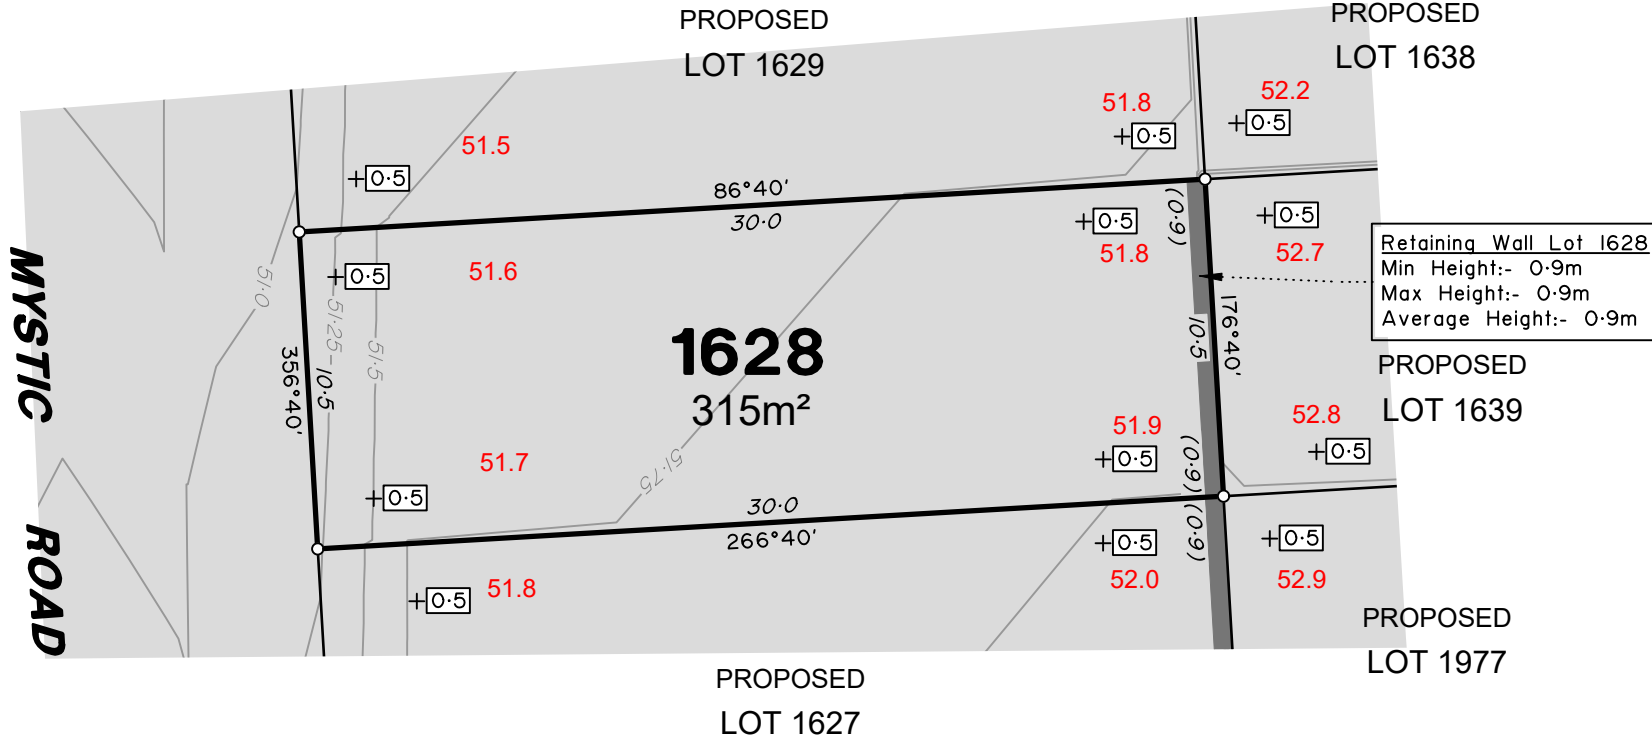 PROPOSED
LOT 1629
PROPOSED
LOT 1638
51.5
+0·5
51.8
+0·5
52.2
+0·5
86°40'
30·0
(0·9)
+0·5
51.8
+0·5
52.7
Retaining Wall Lot 1628
Min Height:- 0·9m
Max Height:- 0·9m
Average Height:- 0·9m
MYSTIC
ROAD
51·0
+0·5
51.6
51·25
51·5
356°40'
10·5
1628
315m²
10·5
176°40'
PROPOSED
LOT 1639
51.7
+0·5
51·75
51.9
+0·5
(0·9)
52.8
+0·5
30·0
266°40'
51.8
+0·5
+0·5
52.0
(0·9)
+0·5
52.9
PROPOSED
LOT 1977
PROPOSED
LOT 1627